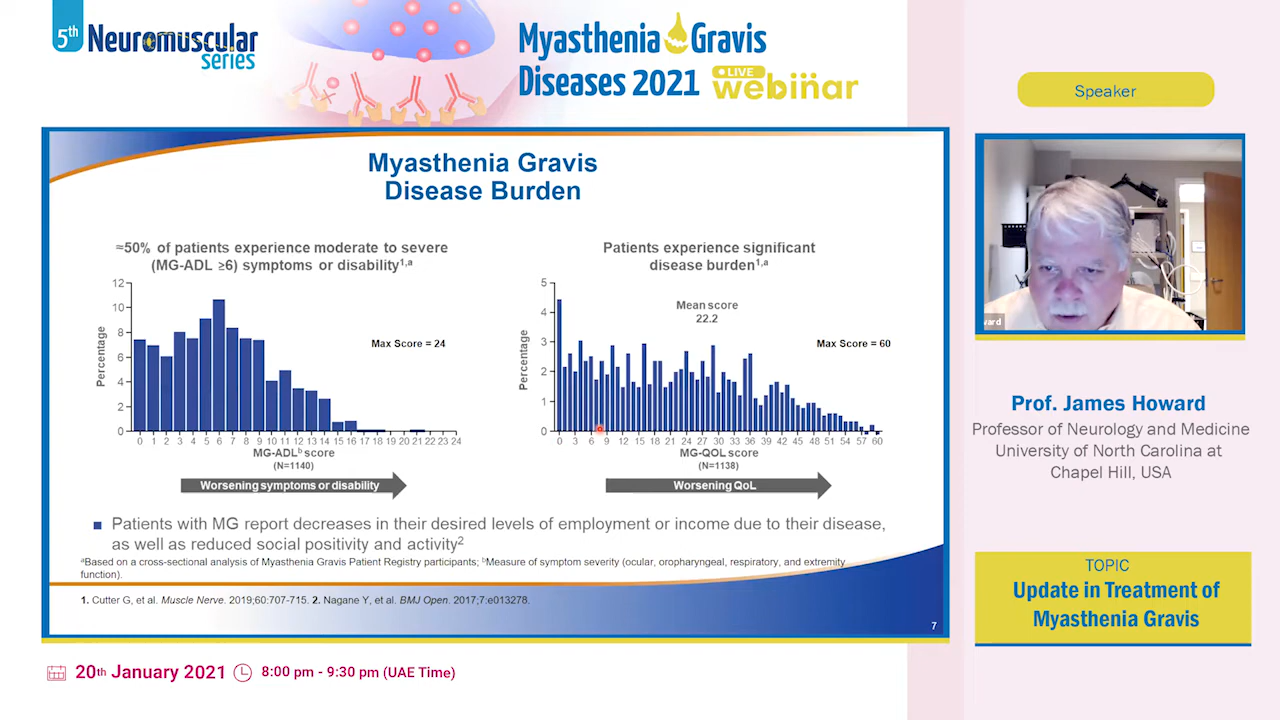 5th Neuromuscular
series
Myasthenia Gravis
Diseases 2021 LIVE webinar
Speaker
Myasthenia Gravis
Disease Burden
≈50% of patients experience moderate to severe
(MG-ADL ≥6) symptoms or disability1,a
12
10
8
6
4
2
0
Percentage
Max Score = 24
0 1 2 3 4 5 6 7 8 9 10 11 12 13 14 15 16 17 18 19 20 21 22 23 24
MG-ADLb score
(N=1140)
Worsening symptoms or disability
Patients experience significant
disease burden1,a
5
4
3
2
1
0
Percentage
Mean score
22.2
Max Score = 60
0 3 6 9 12 15 18 21 24 27 30 33 36 39 42 45 48 51 54 57 60
MG-QOL score
(N=1138)
Worsening QoL
■ Patients with MG report decreases in their desired levels of employment or income due to their disease,
as well as reduced social positivity and activity2
aBased on a cross-sectional analysis of Myasthenia Gravis Patient Registry participants; bMeasure of symptom severity (ocular, oropharyngeal, respiratory, and extremity
function).
1. Cutter G, et al. Muscle Nerve. 2019;60:707-715. 2. Nagane Y, et al. BMJ Open. 2017;7:e013278.
7
ward
Prof. James Howard
Professor of Neurology and Medicine
University of North Carolina at
Chapel Hill, USA
TOPIC
Update in Treatment of
Myasthenia Gravis
20th January 2021 8:00 pm - 9:30 pm (UAE Time)